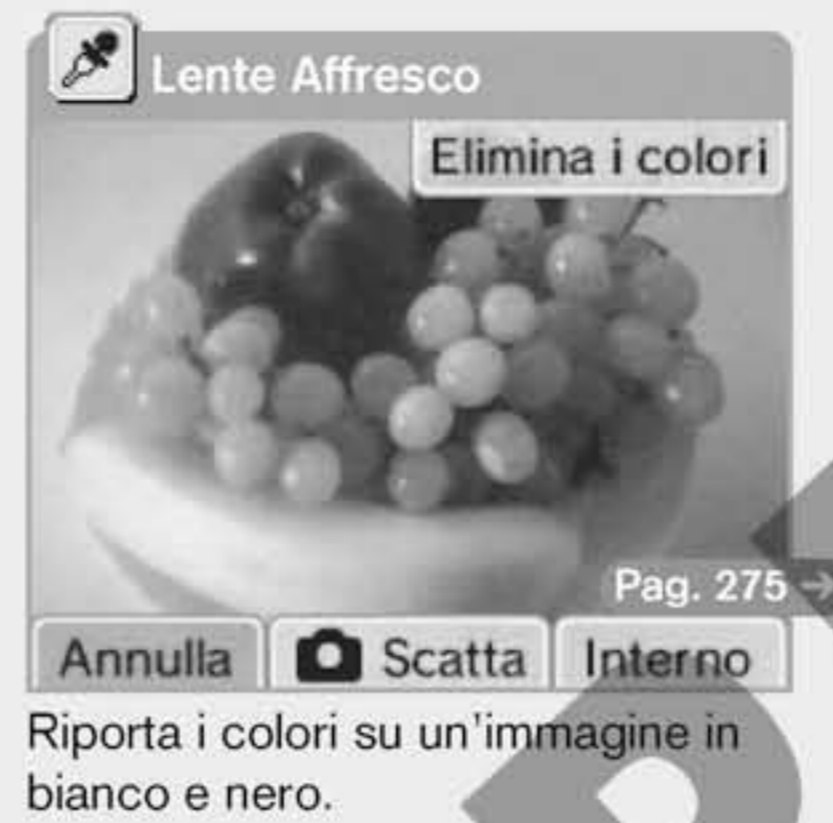 Lente Affresco
Elimina i colori
Pag. 275 →
Annulla
Scatta
Interno
Riporta i colori su un'immagine in
bianco e nero.